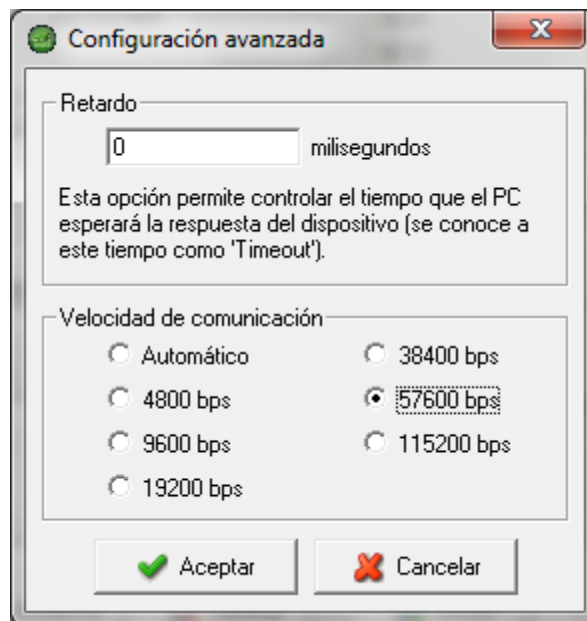 Configuración avanzada
Retardo
0 milisegundos
Esta opción permite controlar el tiempo que el PC
esperará la respuesta del dispositivo (se conoce a
este tiempo como 'Timeout').
Velocidad de comunicación
Automático 38400 bps
4800 bps 57600 bps
9600 bps 115200 bps
19200 bps
Aceptar Cancelar